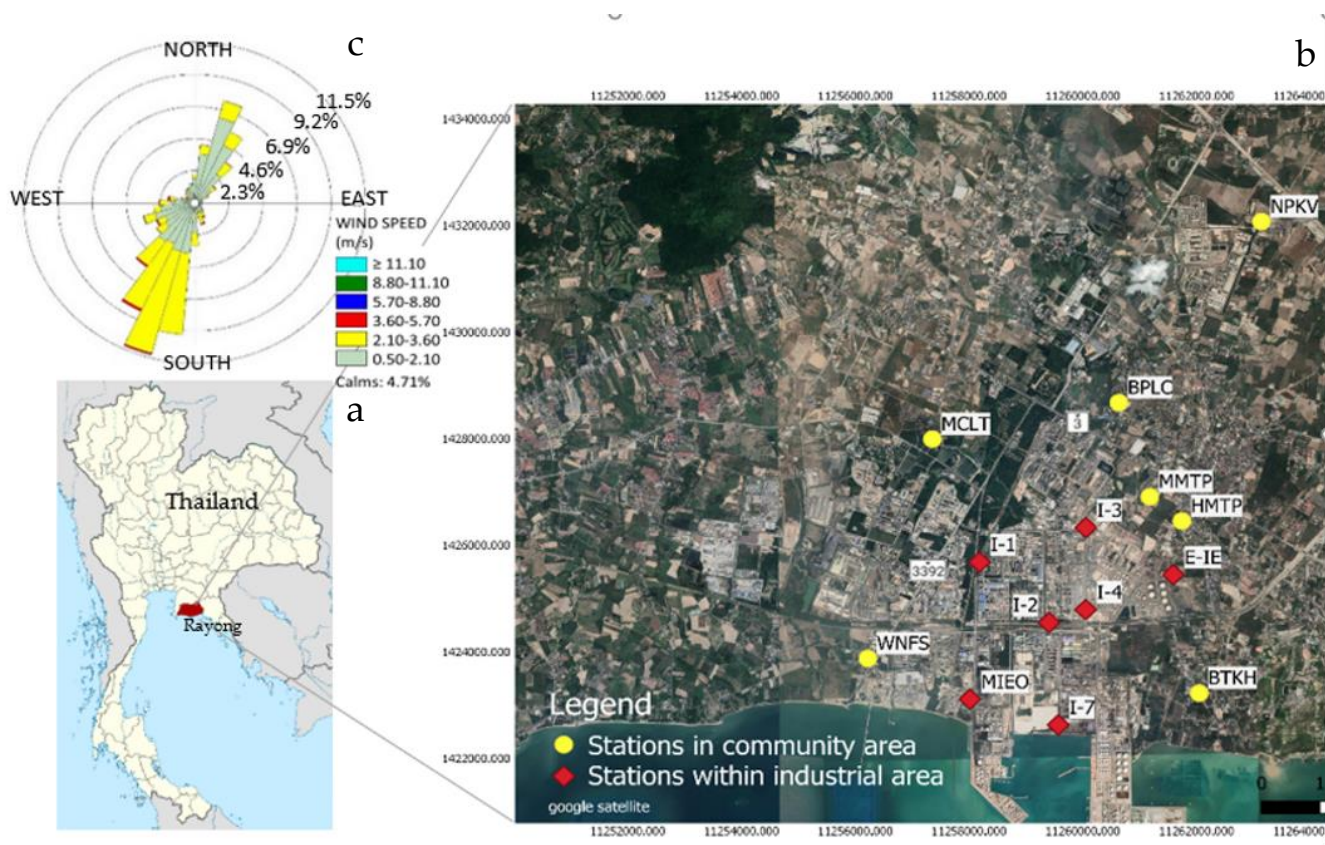 c
NORTH
11.5%
9.2%
6.9%
4.6%
2.3%
WEST
EAST
WIND SPEED
(m/s)
≥ 11.10
8.80-11.10
5.70-8.80
3.60-5.70
2.10-3.60
0.50-2.10
Calms: 4.71%
SOUTH
a
Thailand
Rayong
b
11252000.000 11254000.000 11256000.000 11258000.000 11260000.000 11262000.000 11264000
1434000.000
1432000.000
1430000.000
1428000.000
1426000.000
1424000.000
1422000.000
NPKV
BPLC
3
MCLT
MMTP
HMTP
I-3
I-1
E-IE
3392
I-4
I-2
WNFS
MIEO
BTKH
I-7
Legend
Stations in community area
Stations within industrial area
google satellite
0 1
11252000.000 11254000.000 11256000.000 11258000.000 11260000.000 11262000.000 11264000